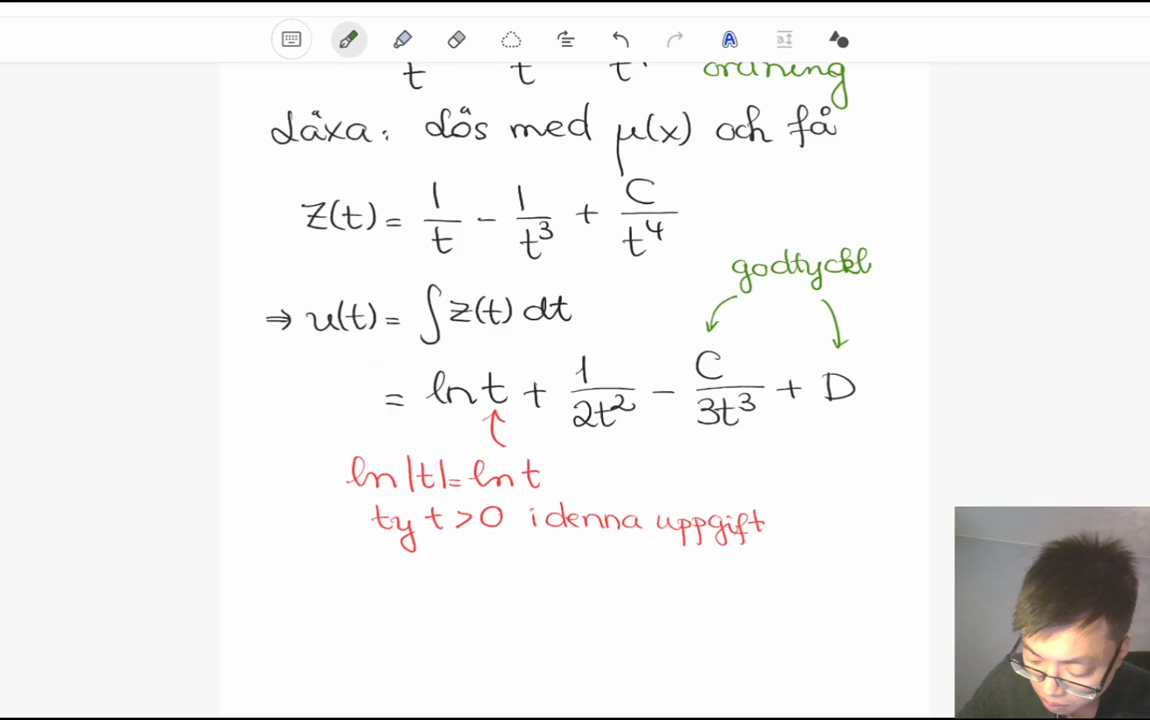 t t t ordning
Läxa: Lös med μ(x) och få
Z(t) = 1/t - 1/t³ + C/t⁴
godtyckl
⇒ u(t) = ∫ z(t) dt
= ln t + 1/2t² - C/3t³ + D
ln |t| = ln t
ty t > 0 i denna uppgift